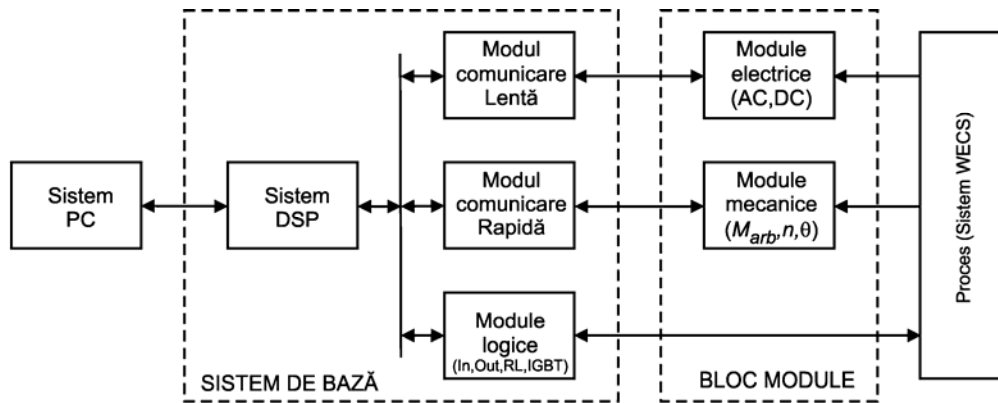 Sistem
PC
Sistem
DSP
Modul
comunicare
Lentă
Modul
comunicare
Rapidă
Module
logice
(In,Out,RL,IGBT)
SISTEM DE BAZĂ
Module
electrice
(AC,DC)
Module
mecanice
(M_arb,n,θ)
BLOC MODULE
Proces (Sistem WECS)